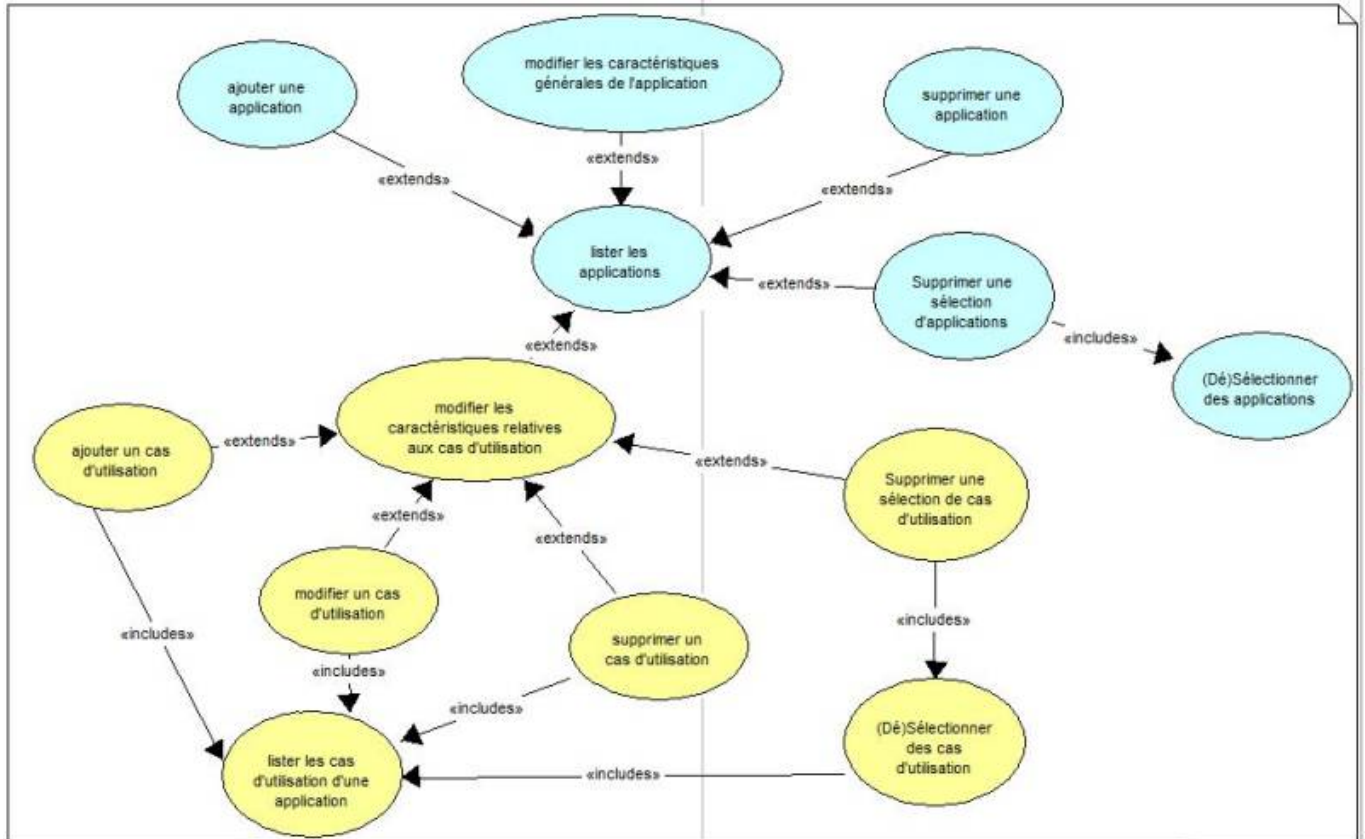 modifier les caractéristiques
générales de l'application
ajouter une
application
supprimer une
application
«extends»
«extends»
«extends»
lister les
applications
«extends»
Supprimer une
sélection
d'applications
«includes»
«extends»
(Dé)Sélectionner
des applications
modifier les
caractéristiques relatives
aux cas d'utilisation
ajouter un cas
d'utilisation
«extends»
«extends»
Supprimer une
sélection de cas
d'utilisation
«extends»
«extends»
modifier un cas
d'utilisation
«includes»
«includes»
supprimer un
cas d'utilisation
«includes»
«includes»
(Dé)Sélectionner
des cas
d'utilisation
lister les cas
d'utilisation d'une
application
«includes»